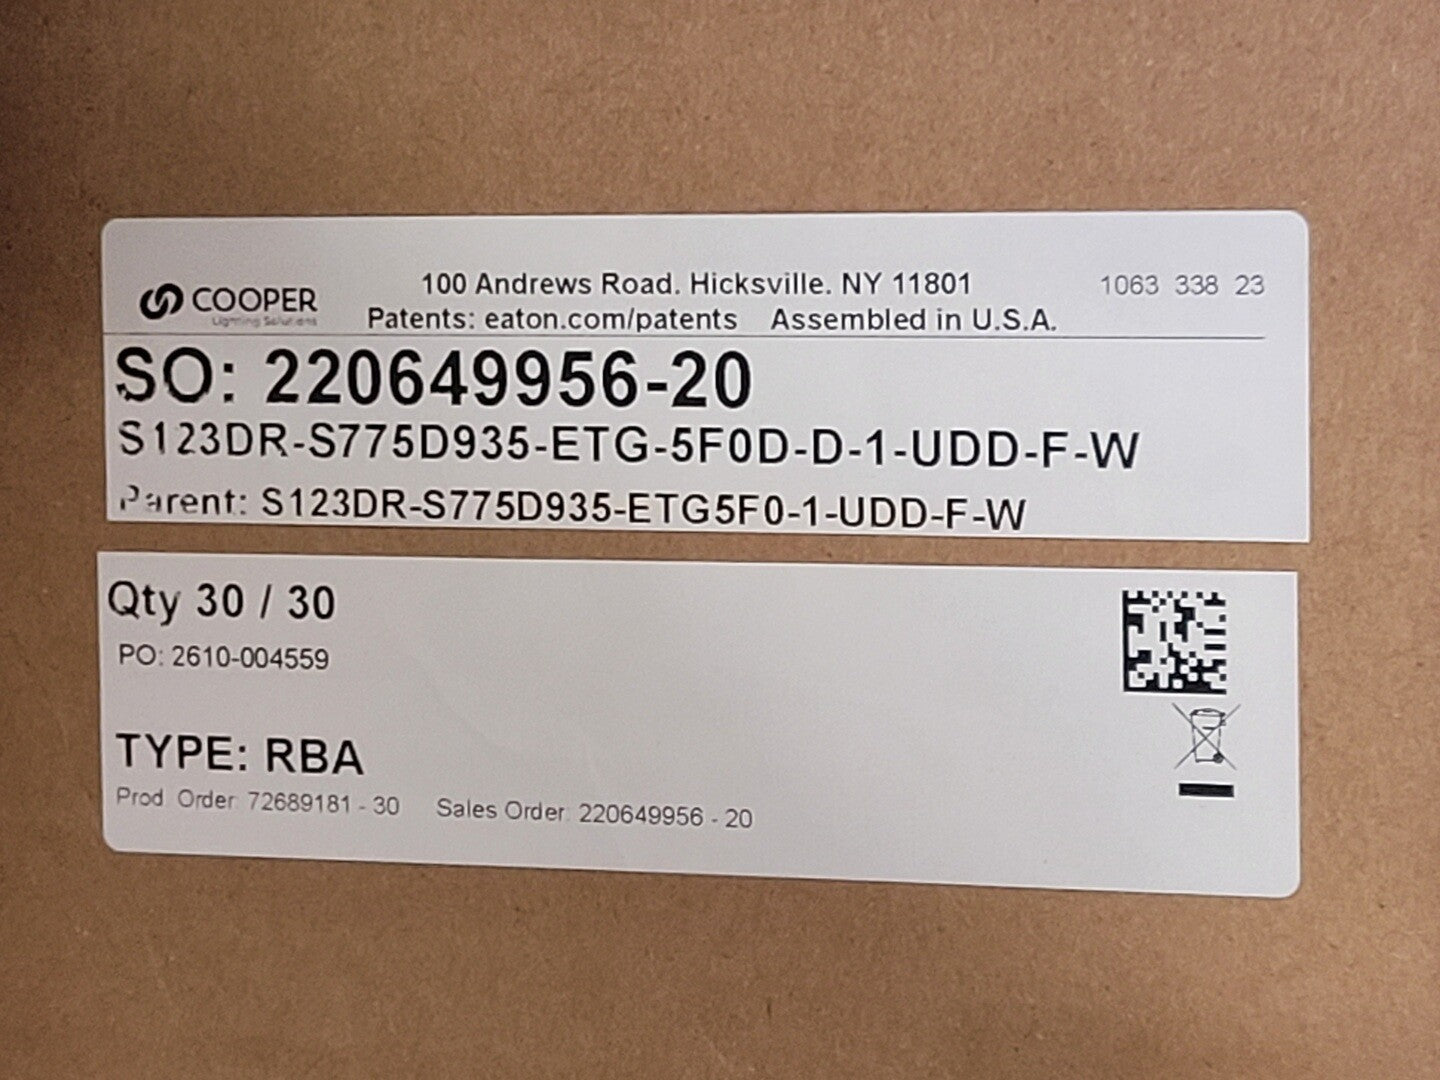 COOPER
Lighting Solutions
100 Andrews Road. Hicksville. NY 11801
Patents: eaton.com/patents Assembled in U.S.A.
1063 338 23
SO: 220649956-20
S123DR-S775D935-ETG-5F0D-D-1-UDD-F-W
Parent: S123DR-S775D935-ETG5F0-1-UDD-F-W
Qty 30 / 30
PO: 2610-004559
TYPE: RBA
Prod Order 72689181 - 30 Sales Order: 220649956 - 20